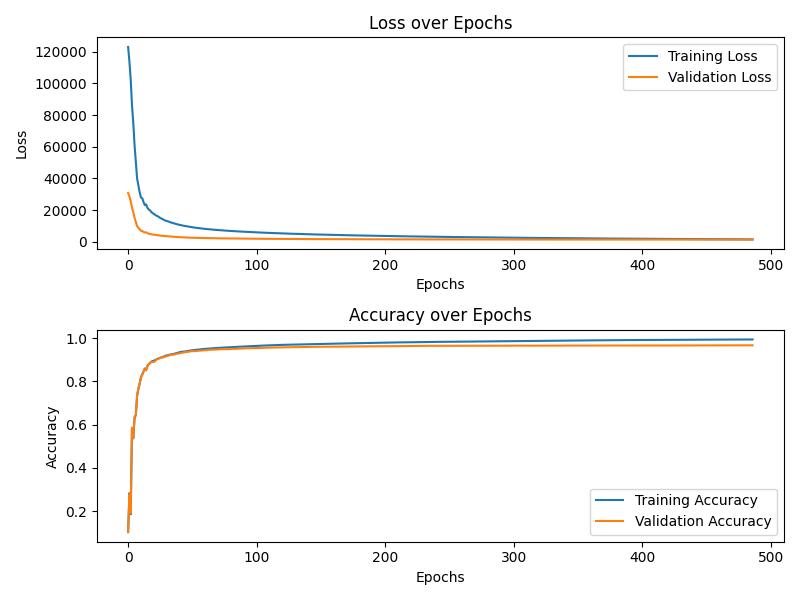 Loss over Epochs
120000
100000
80000
60000
40000
20000
0
Loss
Training Loss
Validation Loss
0 100 200 300 400 500
Epochs
Accuracy over Epochs
1.0
0.8
0.6
0.4
0.2
Accuracy
Training Accuracy
Validation Accuracy
0 100 200 300 400 500
Epochs